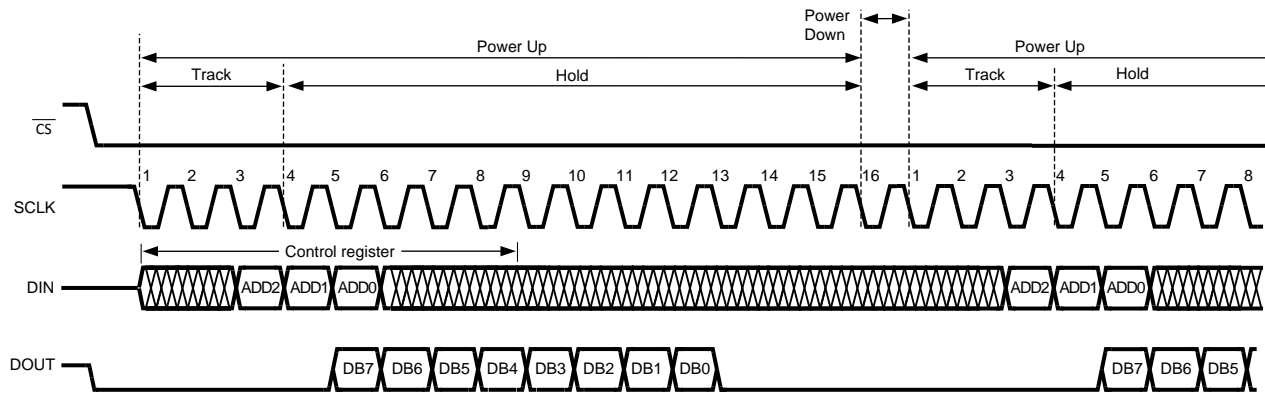 Power
Down
Power Up
Power Up
Track
Hold
Track
Hold
CS
1 2 3 4 5 6 7 8 9 10 11 12 13 14 15 16 1 2 3 4 5 6 7 8
SCLK
Control register
DIN
ADD2 ADD1 ADD0 ADD2 ADD1 ADD0
DOUT
DB7 DB6 DB5 DB4 DB3 DB2 DB1 DB0 DB7 DB6 DB5